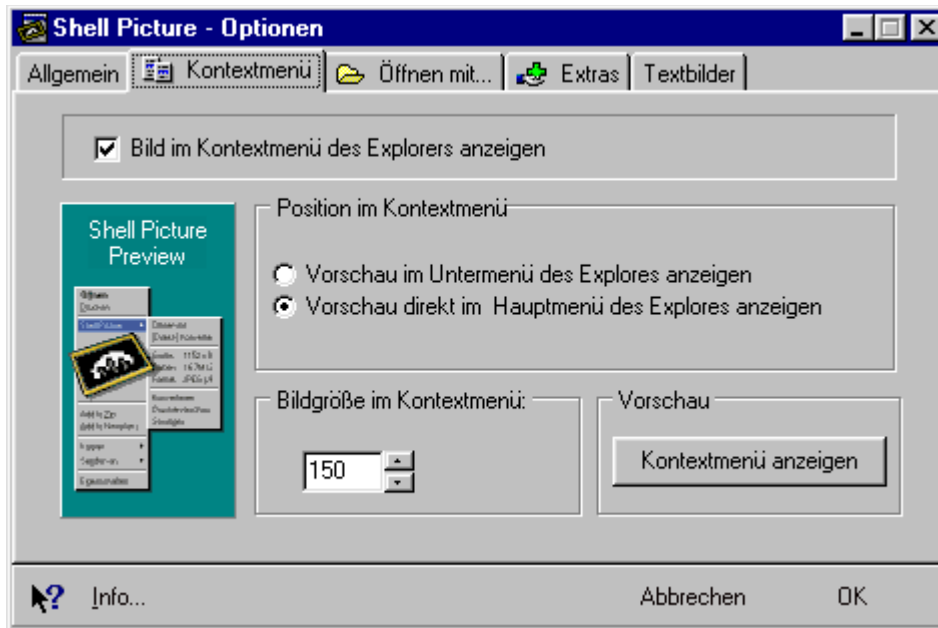 Shell Picture - Optionen
Allgemein Kontextmenü Öffnen mit... Extras Textbilder
Bild im Kontextmenü des Explorers anzeigen
Shell Picture
Preview
Öffnen
Drucken
Position im Kontextmenü
Vorschau im Untermenü des Explores anzeigen
Vorschau direkt im Hauptmenü des Explores anzeigen
Bildgröße im Kontextmenü:
150
Vorschau
Kontextmenü anzeigen
Info...
Abbrechen
OK